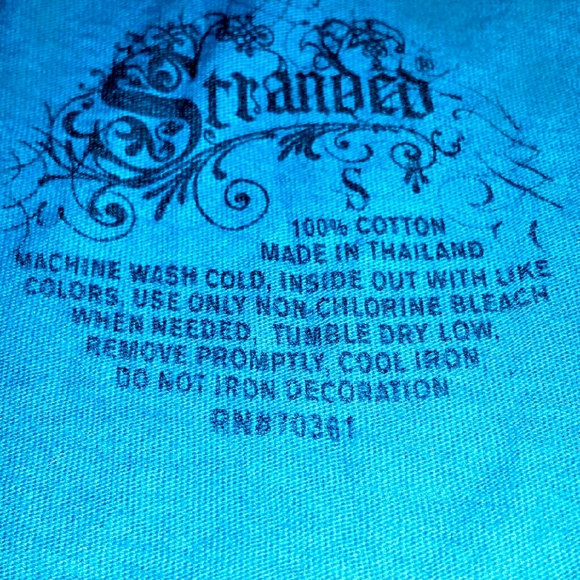 Stranded®
S
100% COTTON
MADE IN THAILAND
MACHINE WASH COLD, INSIDE OUT WITH LIKE
COLORS, USE ONLY NON-CHLORINE BLEACH
WHEN NEEDED, TUMBLE DRY LOW,
REMOVE PROMPTLY, COOL IRON,
DO NOT IRON DECORATION
RN#70361